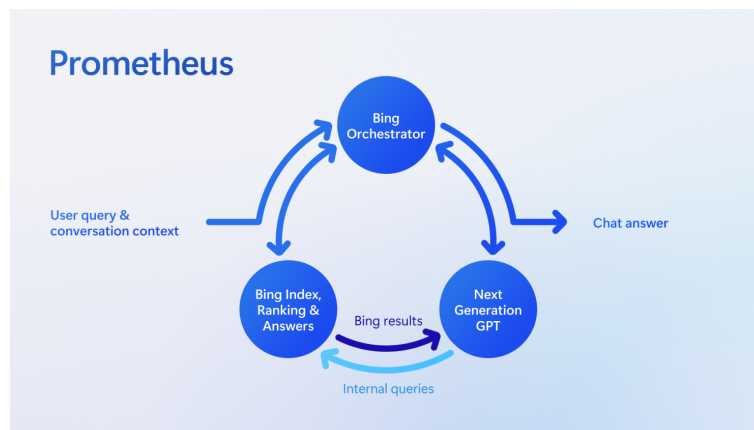 Prometheus
Bing
Orchestrator
User query &
conversation context
Chat answer
Bing Index,
Ranking &
Answers
Bing results
Next
Generation
GPT
Internal queries